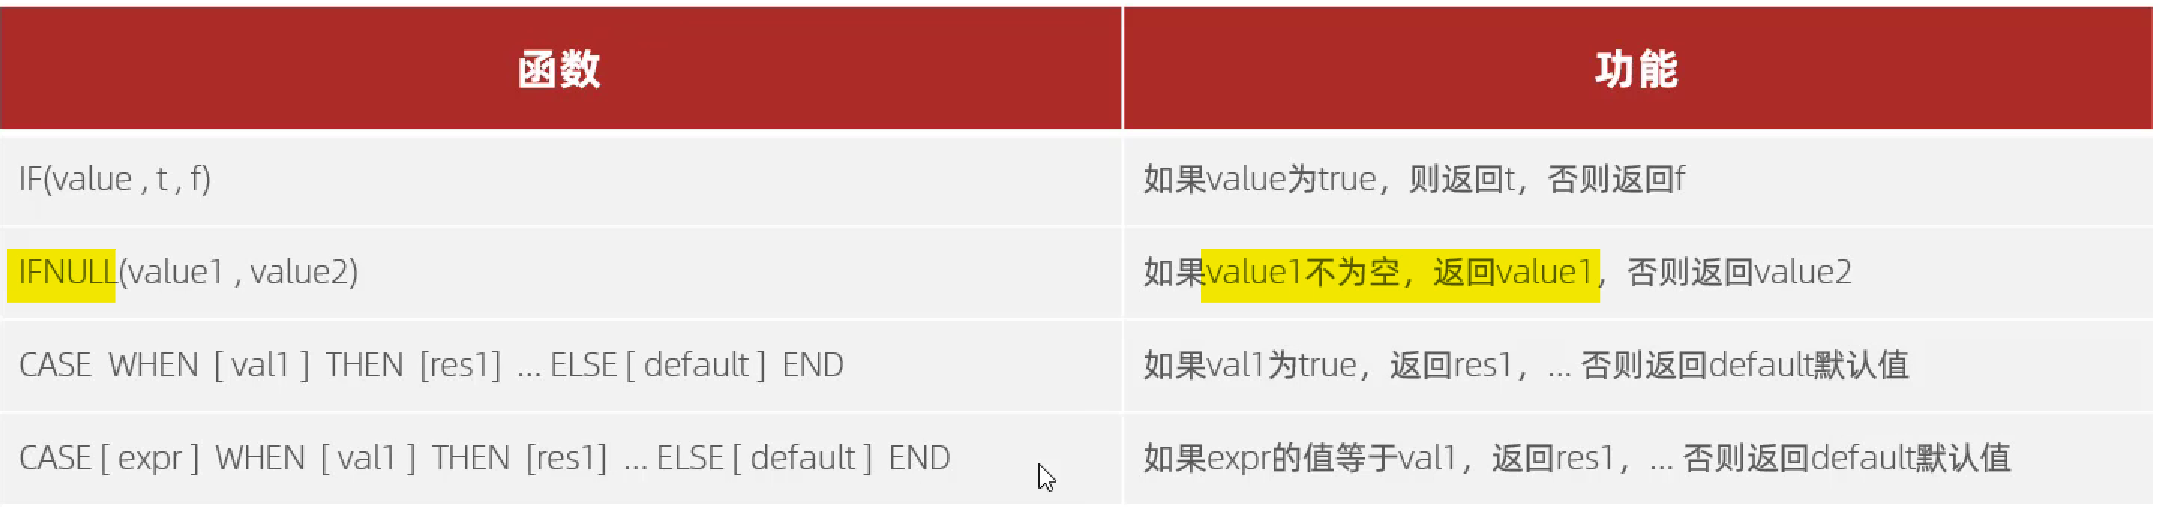 函数
功能
IF(value , t , f)
如果value为true，则返回t，否则返回f
IFNULL(value1 , value2)
如果value1不为空，返回value1，否则返回value2
CASE WHEN [ val1 ] THEN [res1] ... ELSE [ default ] END
如果val1为true，返回res1，... 否则返回default默认值
CASE [ expr ] WHEN [ val1 ] THEN [res1] ... ELSE [ default ] END
如果expr的值等于val1，返回res1，... 否则返回default默认值